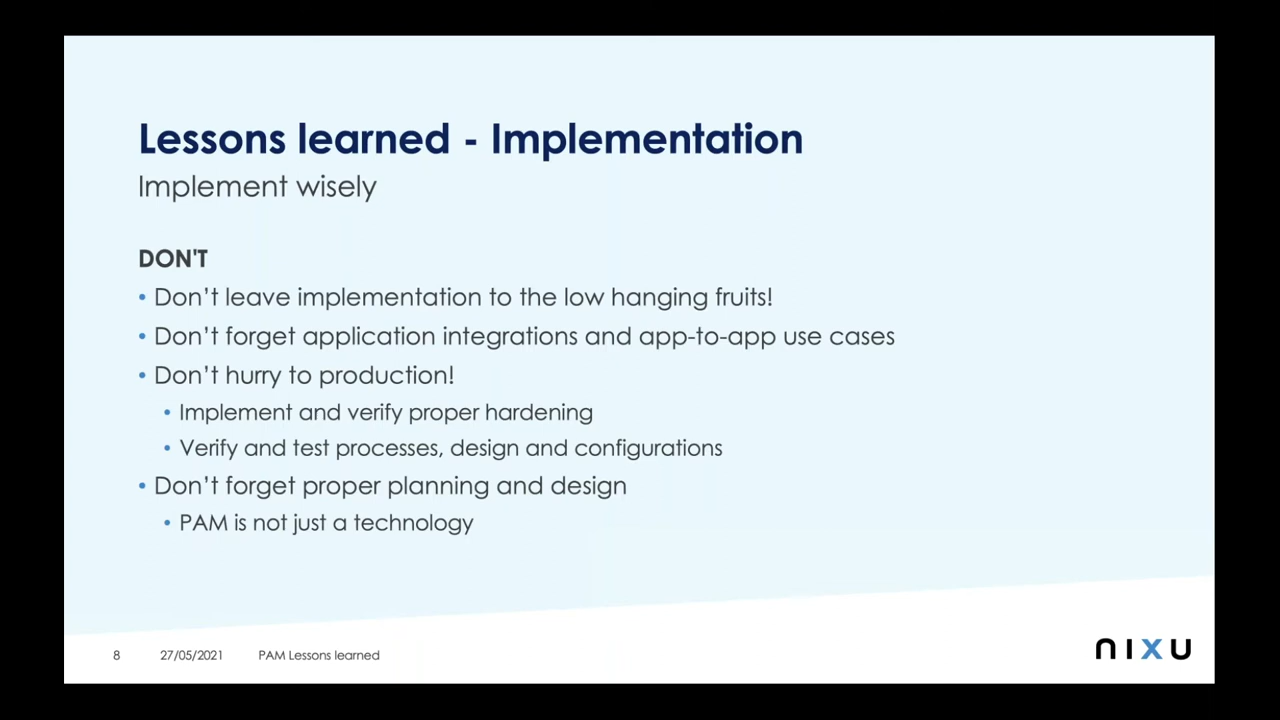 Lessons learned - Implementation
Implement wisely
DON'T
• Don’t leave implementation to the low hanging fruits!
• Don’t forget application integrations and app-to-app use cases
• Don’t hurry to production!
• Implement and verify proper hardening
• Verify and test processes, design and configurations
• Don’t forget proper planning and design
• PAM is not just a technology
8 27/05/2021 PAM Lessons learned
nixu